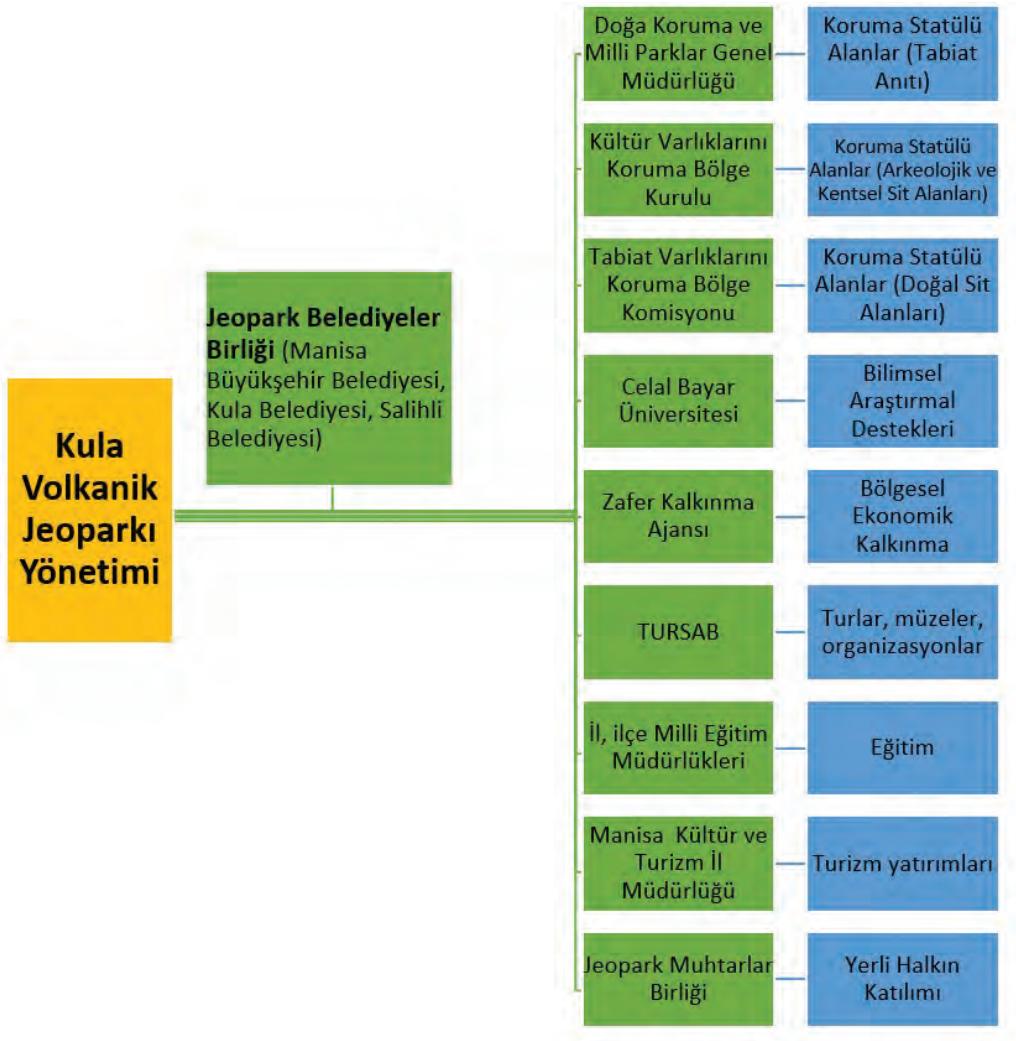 Kula
Volkanik
Jeoparkı
Yönetimi
Jeopark Belediyeler
Birliği (Manisa
Büyükşehir Belediyesi,
Kula Belediyesi, Salihli
Belediyesi)
Doğa Koruma ve
Milli Parklar Genel
Müdürlüğü
Koruma Statülü
Alanlar (Tabiat
Anıtı)
Kültür Varlıklarını
Koruma Bölge
Kurulu
Koruma Statülü
Alanlar (Arkeolojik ve
Kentsel Sit Alanları)
Tabiat Varlıklarını
Koruma Bölge
Komisyonu
Koruma Statülü
Alanlar (Doğal Sit
Alanları)
Celal Bayar
Üniversitesi
Bilimsel
Araştırmal
Destekleri
Zafer Kalkınma
Ajansı
Bölgesel
Ekonomik
Kalkınma
TURSAB
Turlar, müzeler,
organizasyonlar
İl, ilçe Milli Eğitim
Müdürlükleri
Eğitim
Manisa Kültür ve
Turizm İl
Müdürlüğü
Turizm yatırımları
Jeopark Muhtarlar
Birliği
Yerli Halkın
Katılımı